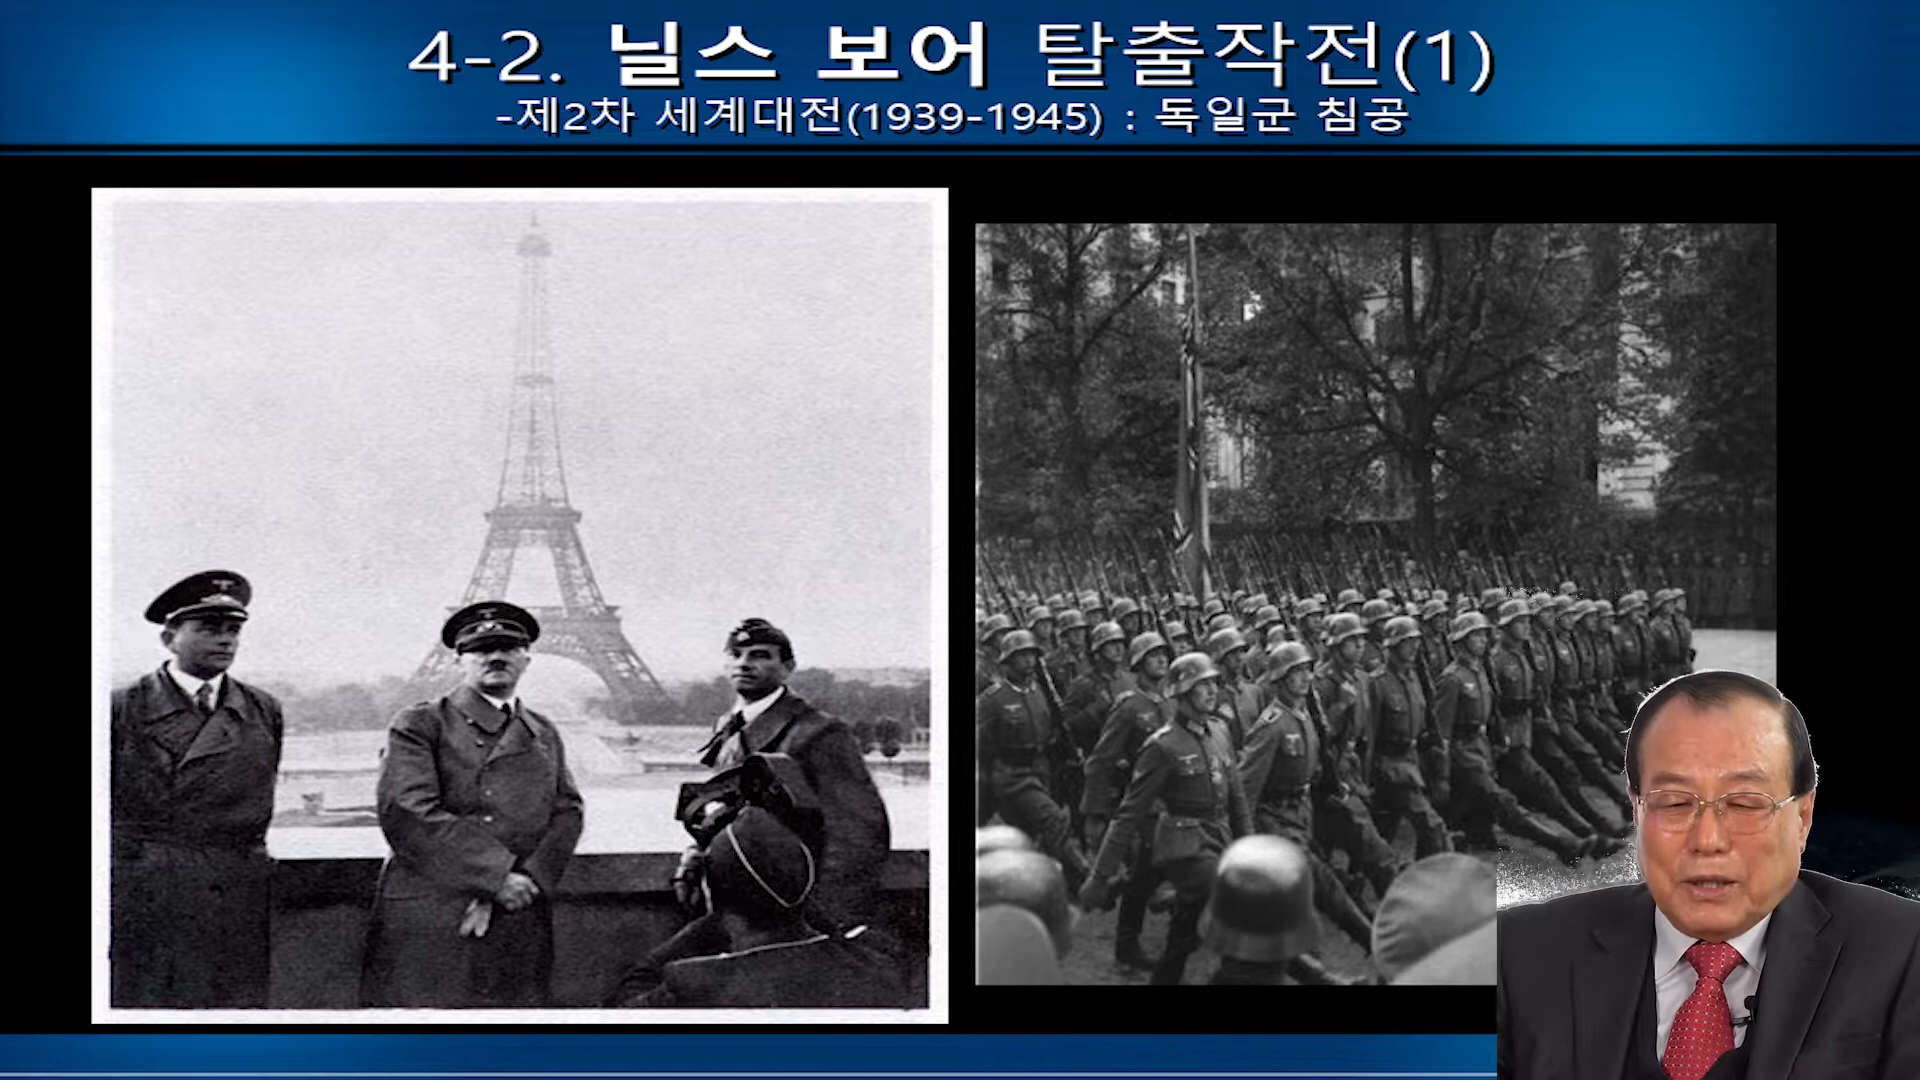 4-2. 닐스 보어 탈출작전(1)
-제2차 세계대전(1939-1945) : 독일군 침공